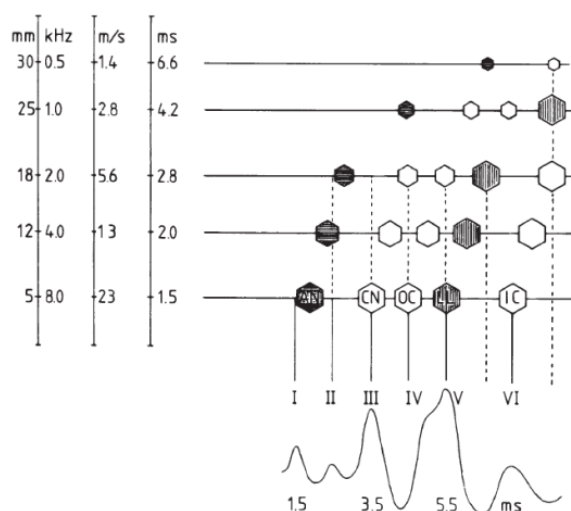 mm kHz m/s ms
30 0.5 1.4 6.6
25 1.0 2.8 4.2
18 2.0 5.6 2.8
12 4.0 13 2.0
5 8.0 23 1.5
AN CN OC LL IC
I II III IV V VI
1.5 3.5 5.5 ms